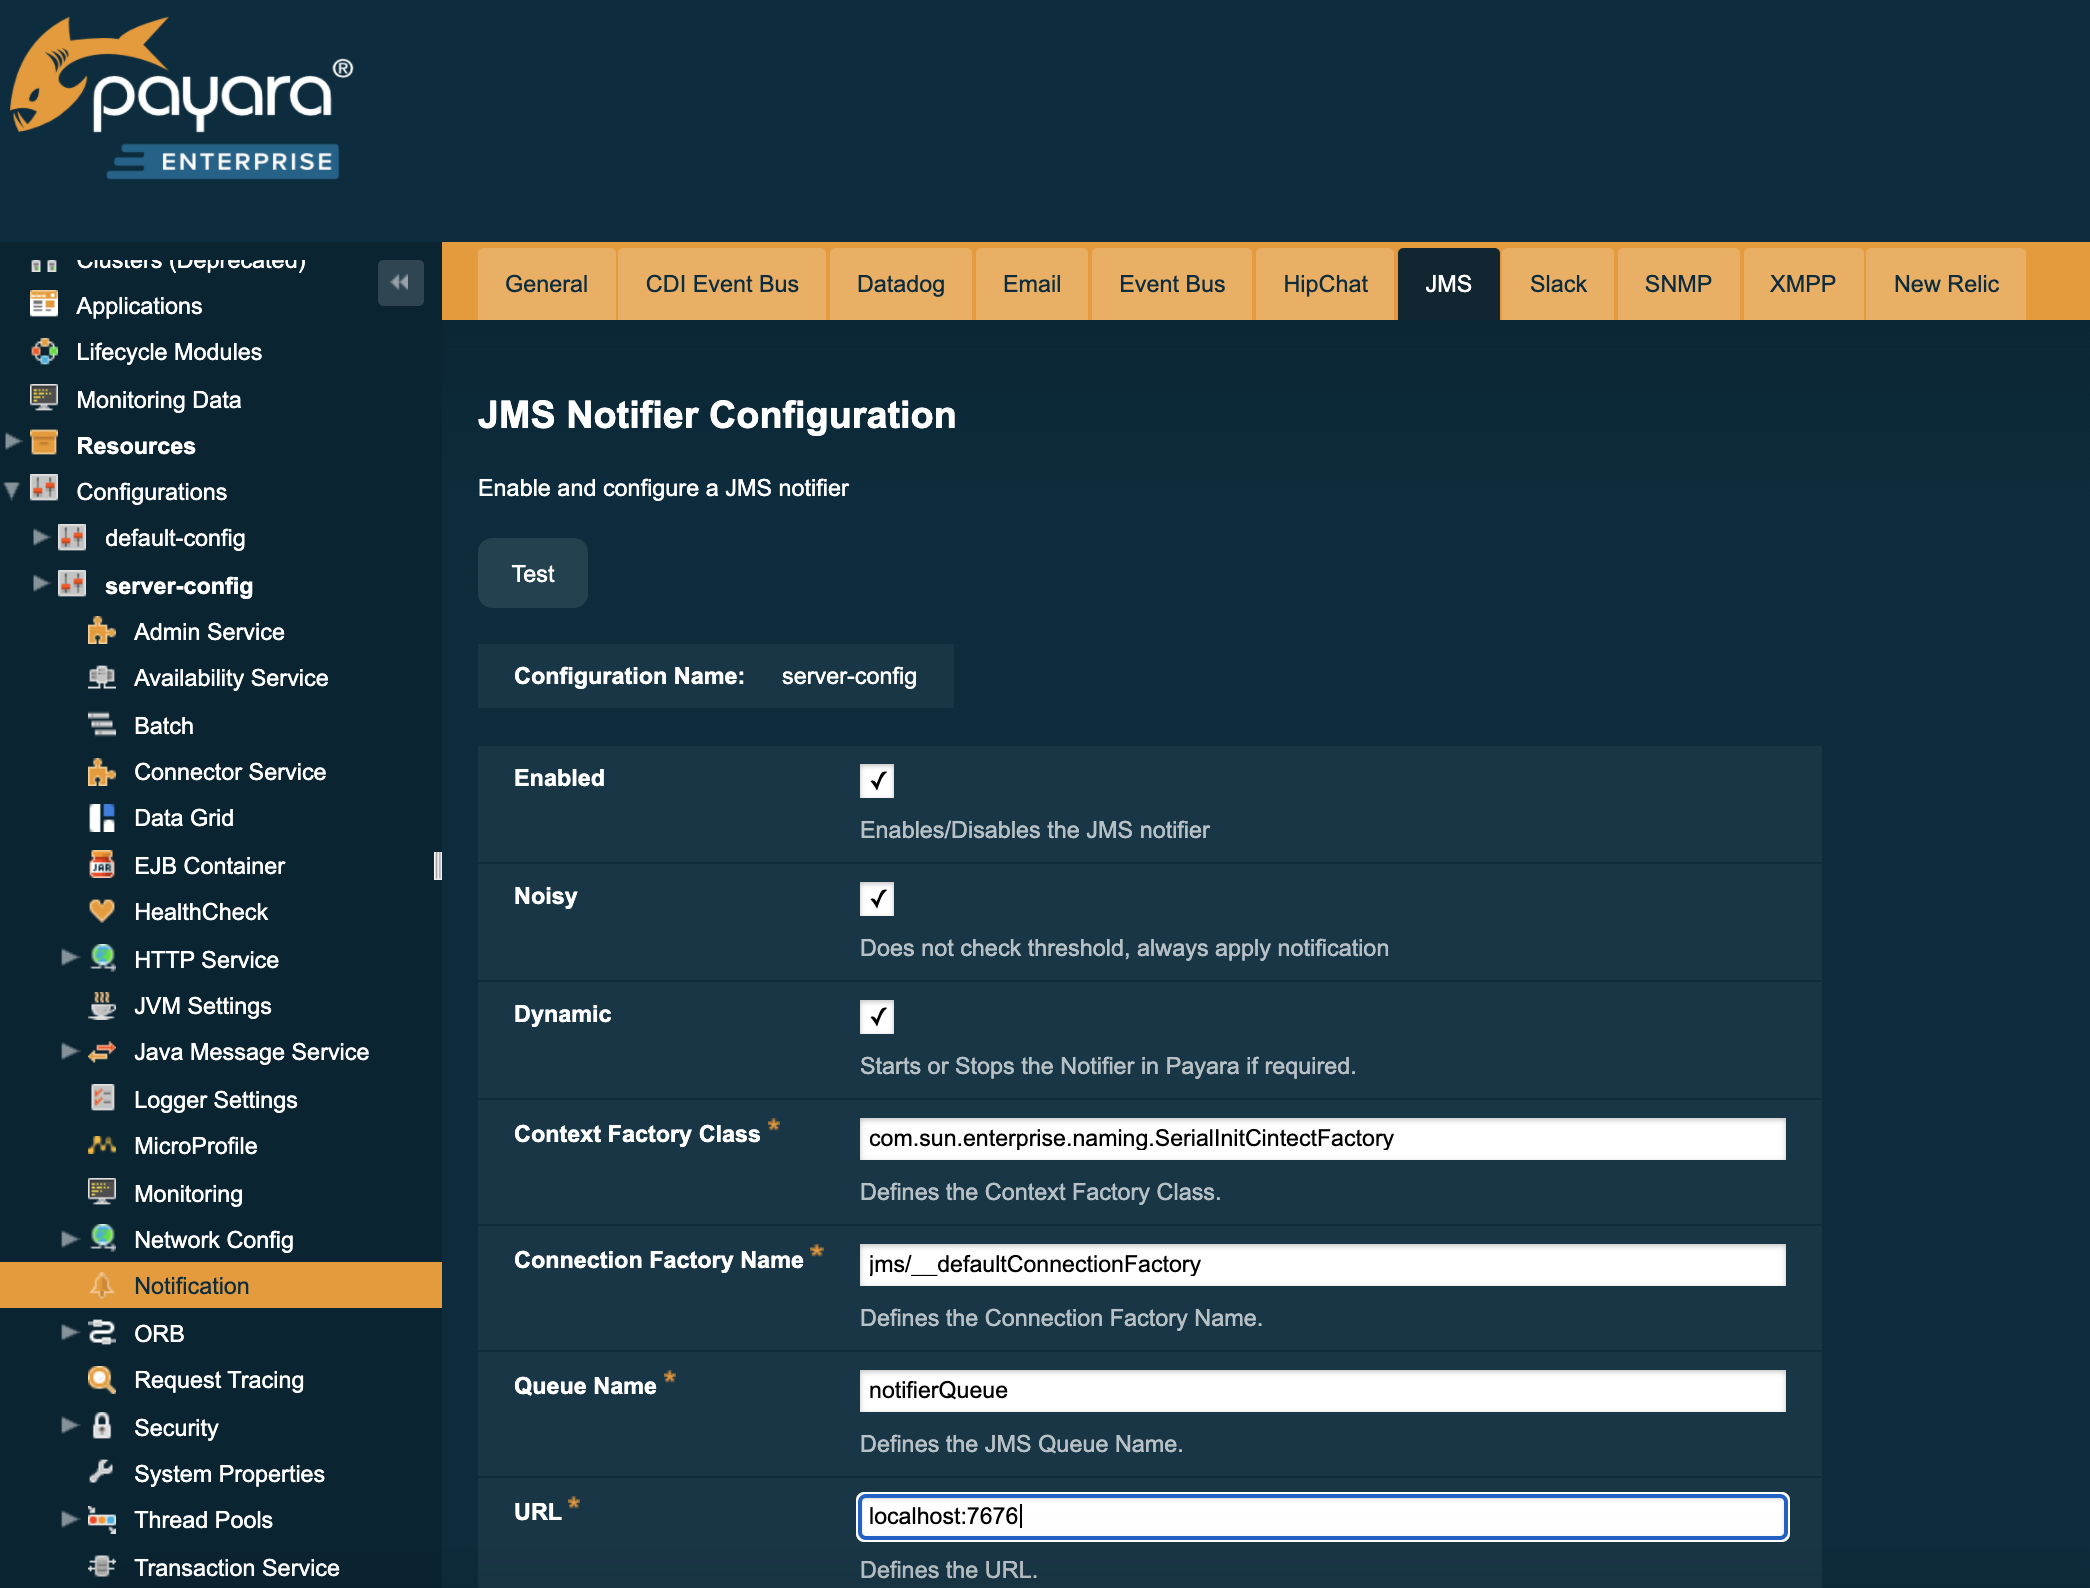 payara®
ENTERPRISE
Clusters (Deprecated)
Applications
Lifecycle Modules
Monitoring Data
Resources
Configurations
default-config
server-config
Admin Service
Availability Service
Batch
Connector Service
Data Grid
JAR
EJB Container
HealthCheck
HTTP Service
JVM Settings
Java Message Service
Logger Settings
MicroProfile
Monitoring
Network Config
Notification
ORB
Request Tracing
Security
System Properties
Thread Pools
Transaction Service
General CDI Event Bus Datadog Email Event Bus HipChat JMS Slack SNMP XMPP New Relic
JMS Notifier Configuration
Enable and configure a JMS notifier
Test
Configuration Name: server-config
Enabled
Enables/Disables the JMS notifier
Noisy
Does not check threshold, always apply notification
Dynamic
Starts or Stops the Notifier in Payara if required.
Context Factory Class * com.sun.enterprise.naming.SerialInitCintectFactory
Defines the Context Factory Class.
Connection Factory Name * jms/__defaultConnectionFactory
Defines the Connection Factory Name.
Queue Name * notifierQueue
Defines the JMS Queue Name.
URL * localhost:7676
Defines the URL.